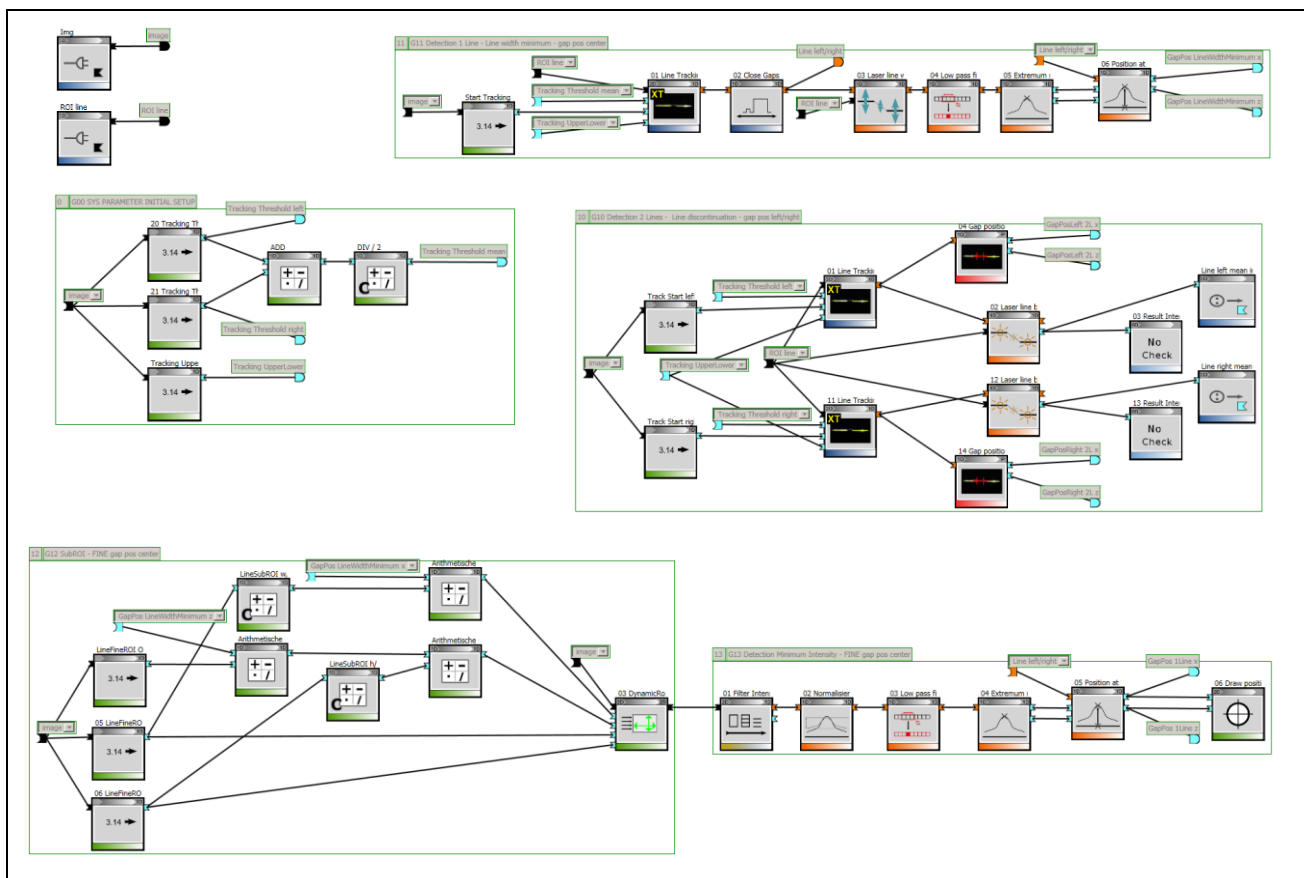 Img
image
ROI line
ROI line
11 G11 Detection 1 Line - Line width minimum - gap pos center
ROI line
Tracking Threshold mean
Tracking UpperLower
image
Start Tracking
3.14
01 Line Trackin
XT
02 Close Gaps
Line left/right
ROI line
03 Laser line v
04 Low pass fi
05 Extremum
Line left/right
06 Position at
GapPos LineWidthMinimum x
GapPos LineWidthMinimum z
0 G00 SYS PARAMETER INITIAL SETUP
image
20 Tracking Th
3.14
Tracking Threshold left
21 Tracking Th
3.14
Tracking Threshold right
Tracking Uppe
3.14
Tracking UpperLower
ADD
DIV / 2
C
Tracking Threshold mean
10 G10 Detection 2 Lines - Line discontinuation - gap pos left/right
image
Track Start lef
3.14
Track Start rig
3.14
Tracking Threshold left
Tracking UpperLower
ROI line
Tracking Threshold right
01 Line Trackin
XT
11 Line Trackin
XT
04 Gap positio
GapPosLeft 2L x
GapPosLeft 2L z
02 Laser line b
03 Result Inter
No
Check
Line left mean i
12 Laser line b
13 Result Inter
No
Check
Line right mean
14 Gap positio
GapPosRight 2L x
GapPosRight 2L z
12 G12 SubROI - FINE gap pos center
image
LineFineROI O
3.14
05 LineFineRO
3.14
06 LineFineRO
3.14
GapPos LineWidthMinimum z
LineSubROI w,
C
Arithmetische
GapPos LineWidthMinimum x
LineSubROI h/
C
Arithmetische
Arithmetische
image
03 DynamicRo
13 G13 Detection Minimum Intensity - FINE gap pos center
01 Filter Intens
02 Normalisier
03 Low pass fi
04 Extremum
Line left/right
05 Position at
GapPos 1Line x
GapPos 1Line z
06 Draw positi